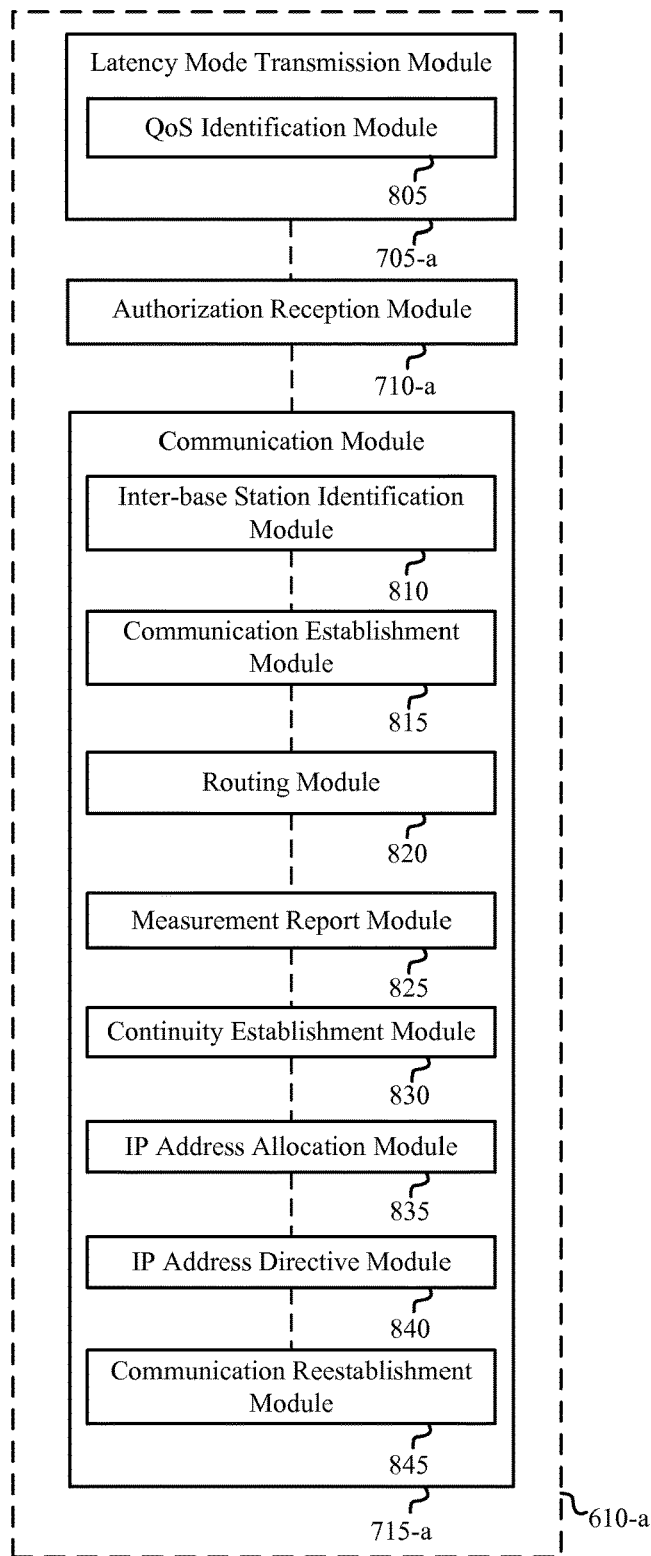 Latency Mode Transmission Module
QoS Identification Module
805
705-a
Authorization Reception Module
710-a
Communication Module
Inter-base Station Identification
Module
810
Communication Establishment
Module
815
Routing Module
820
Measurement Report Module
825
Continuity Establishment Module
830
IP Address Allocation Module
835
IP Address Directive Module
840
Communication Reestablishment
Module
845
715-a
610-a